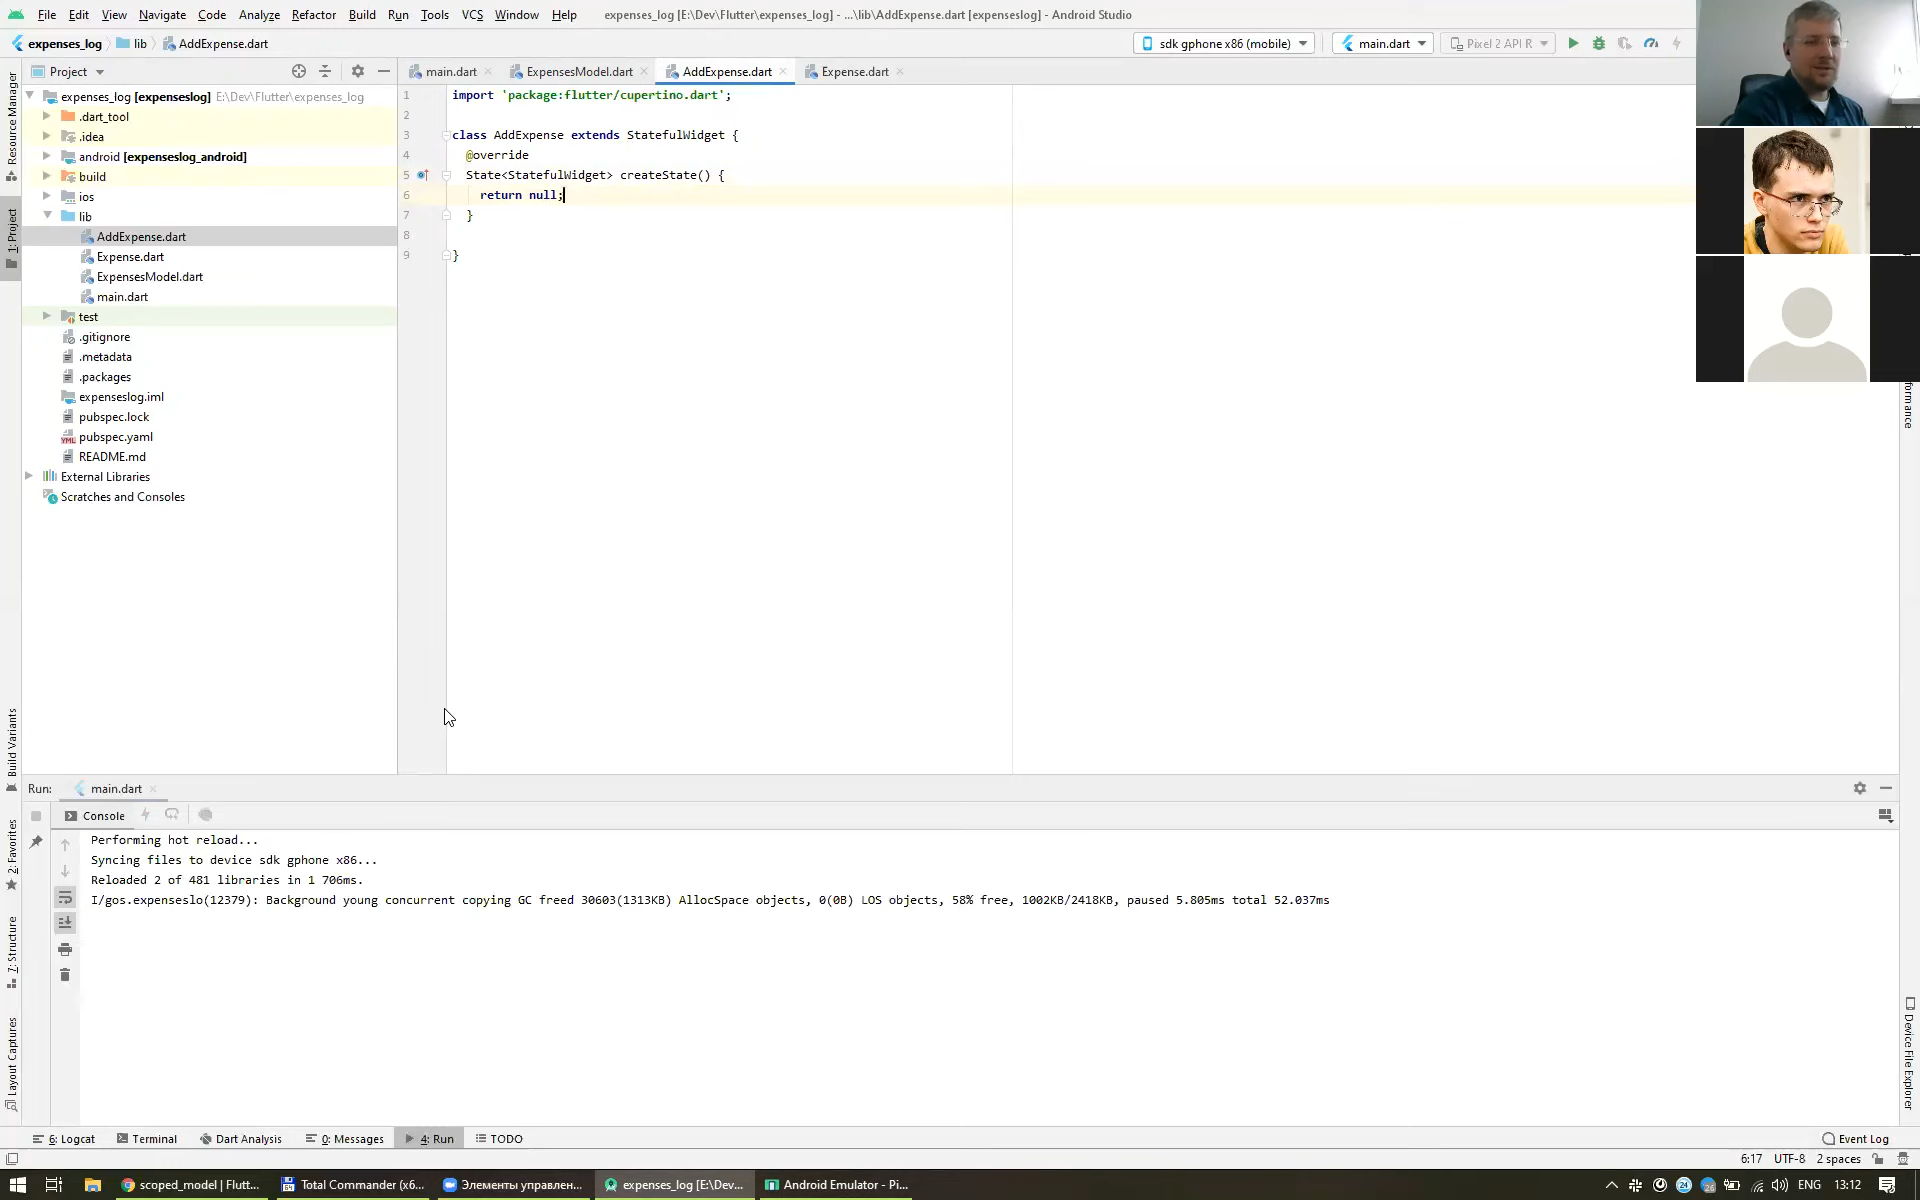 File Edit View Navigate Code Analyze Refactor Build Run Tools VCS Window Help expenses_log [E:\Dev\Flutter\expenses_log] - ...\lib\AddExpense.dart [expenseslog] - Android Studio
expenses_log lib AddExpense.dart sdk gphone x86 (mobile) main.dart Pixel 2 API R
Project main.dart ExpensesModel.dart AddExpense.dart Expense.dart
expenses_log [expenseslog] E:\Dev\Flutter\expenses_log
.dart_tool
.idea
android [expenseslog_android]
build
ios
lib
AddExpense.dart
Expense.dart
ExpensesModel.dart
main.dart
test
.gitignore
.metadata
.packages
expenseslog.iml
pubspec.lock
pubspec.yaml
README.md
External Libraries
Scratches and Consoles
1 import 'package:flutter/cupertino.dart';
2
3 class AddExpense extends StatefulWidget {
4 @override
5 State<StatefulWidget> createState() {
6 return null;
7 }
8
9 }
Resource Manager
1: Project
Build Variants
2: Favorites
7: Structure
Layout Captures
Device File Explorer
Run: main.dart
Console
Performing hot reload...
Syncing files to device sdk gphone x86...
Reloaded 2 of 481 libraries in 1 706ms.
I/gos.expenseslo(12379): Background young concurrent copying GC freed 30603(1313KB) AllocSpace objects, 0(0B) LOS objects, 58% free, 1002KB/2418KB, paused 5.805ms total 52.037ms
6: Logcat Terminal Dart Analysis 0: Messages 4: Run TODO Event Log
6:17 UTF-8 2 spaces
scoped_model | Flutt... Total Commander (x6... Элементы управлен... expenses_log [E:\Dev... Android Emulator - Pi... ENG 13:12